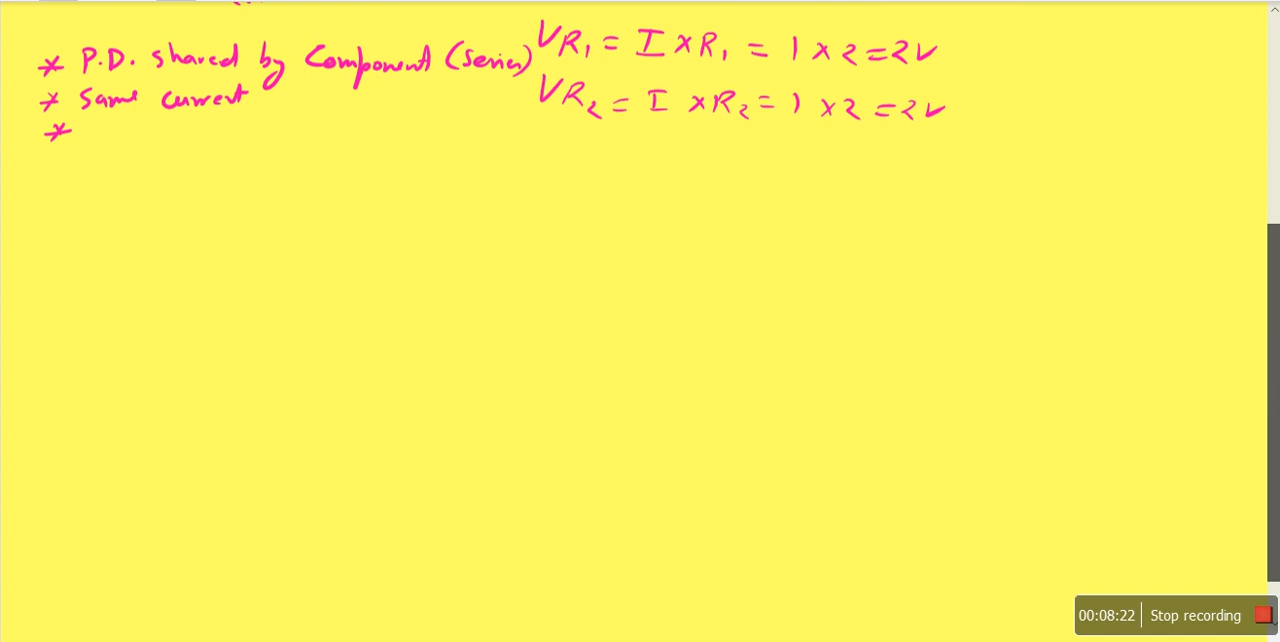 * P.D. shared by Component (Series)
* Same current
*
VR₁ = I × R₁ = 1 × 2 = 2V
VR₂ = I × R₂ = 1 × 2 = 2V
00:08:22 Stop recording